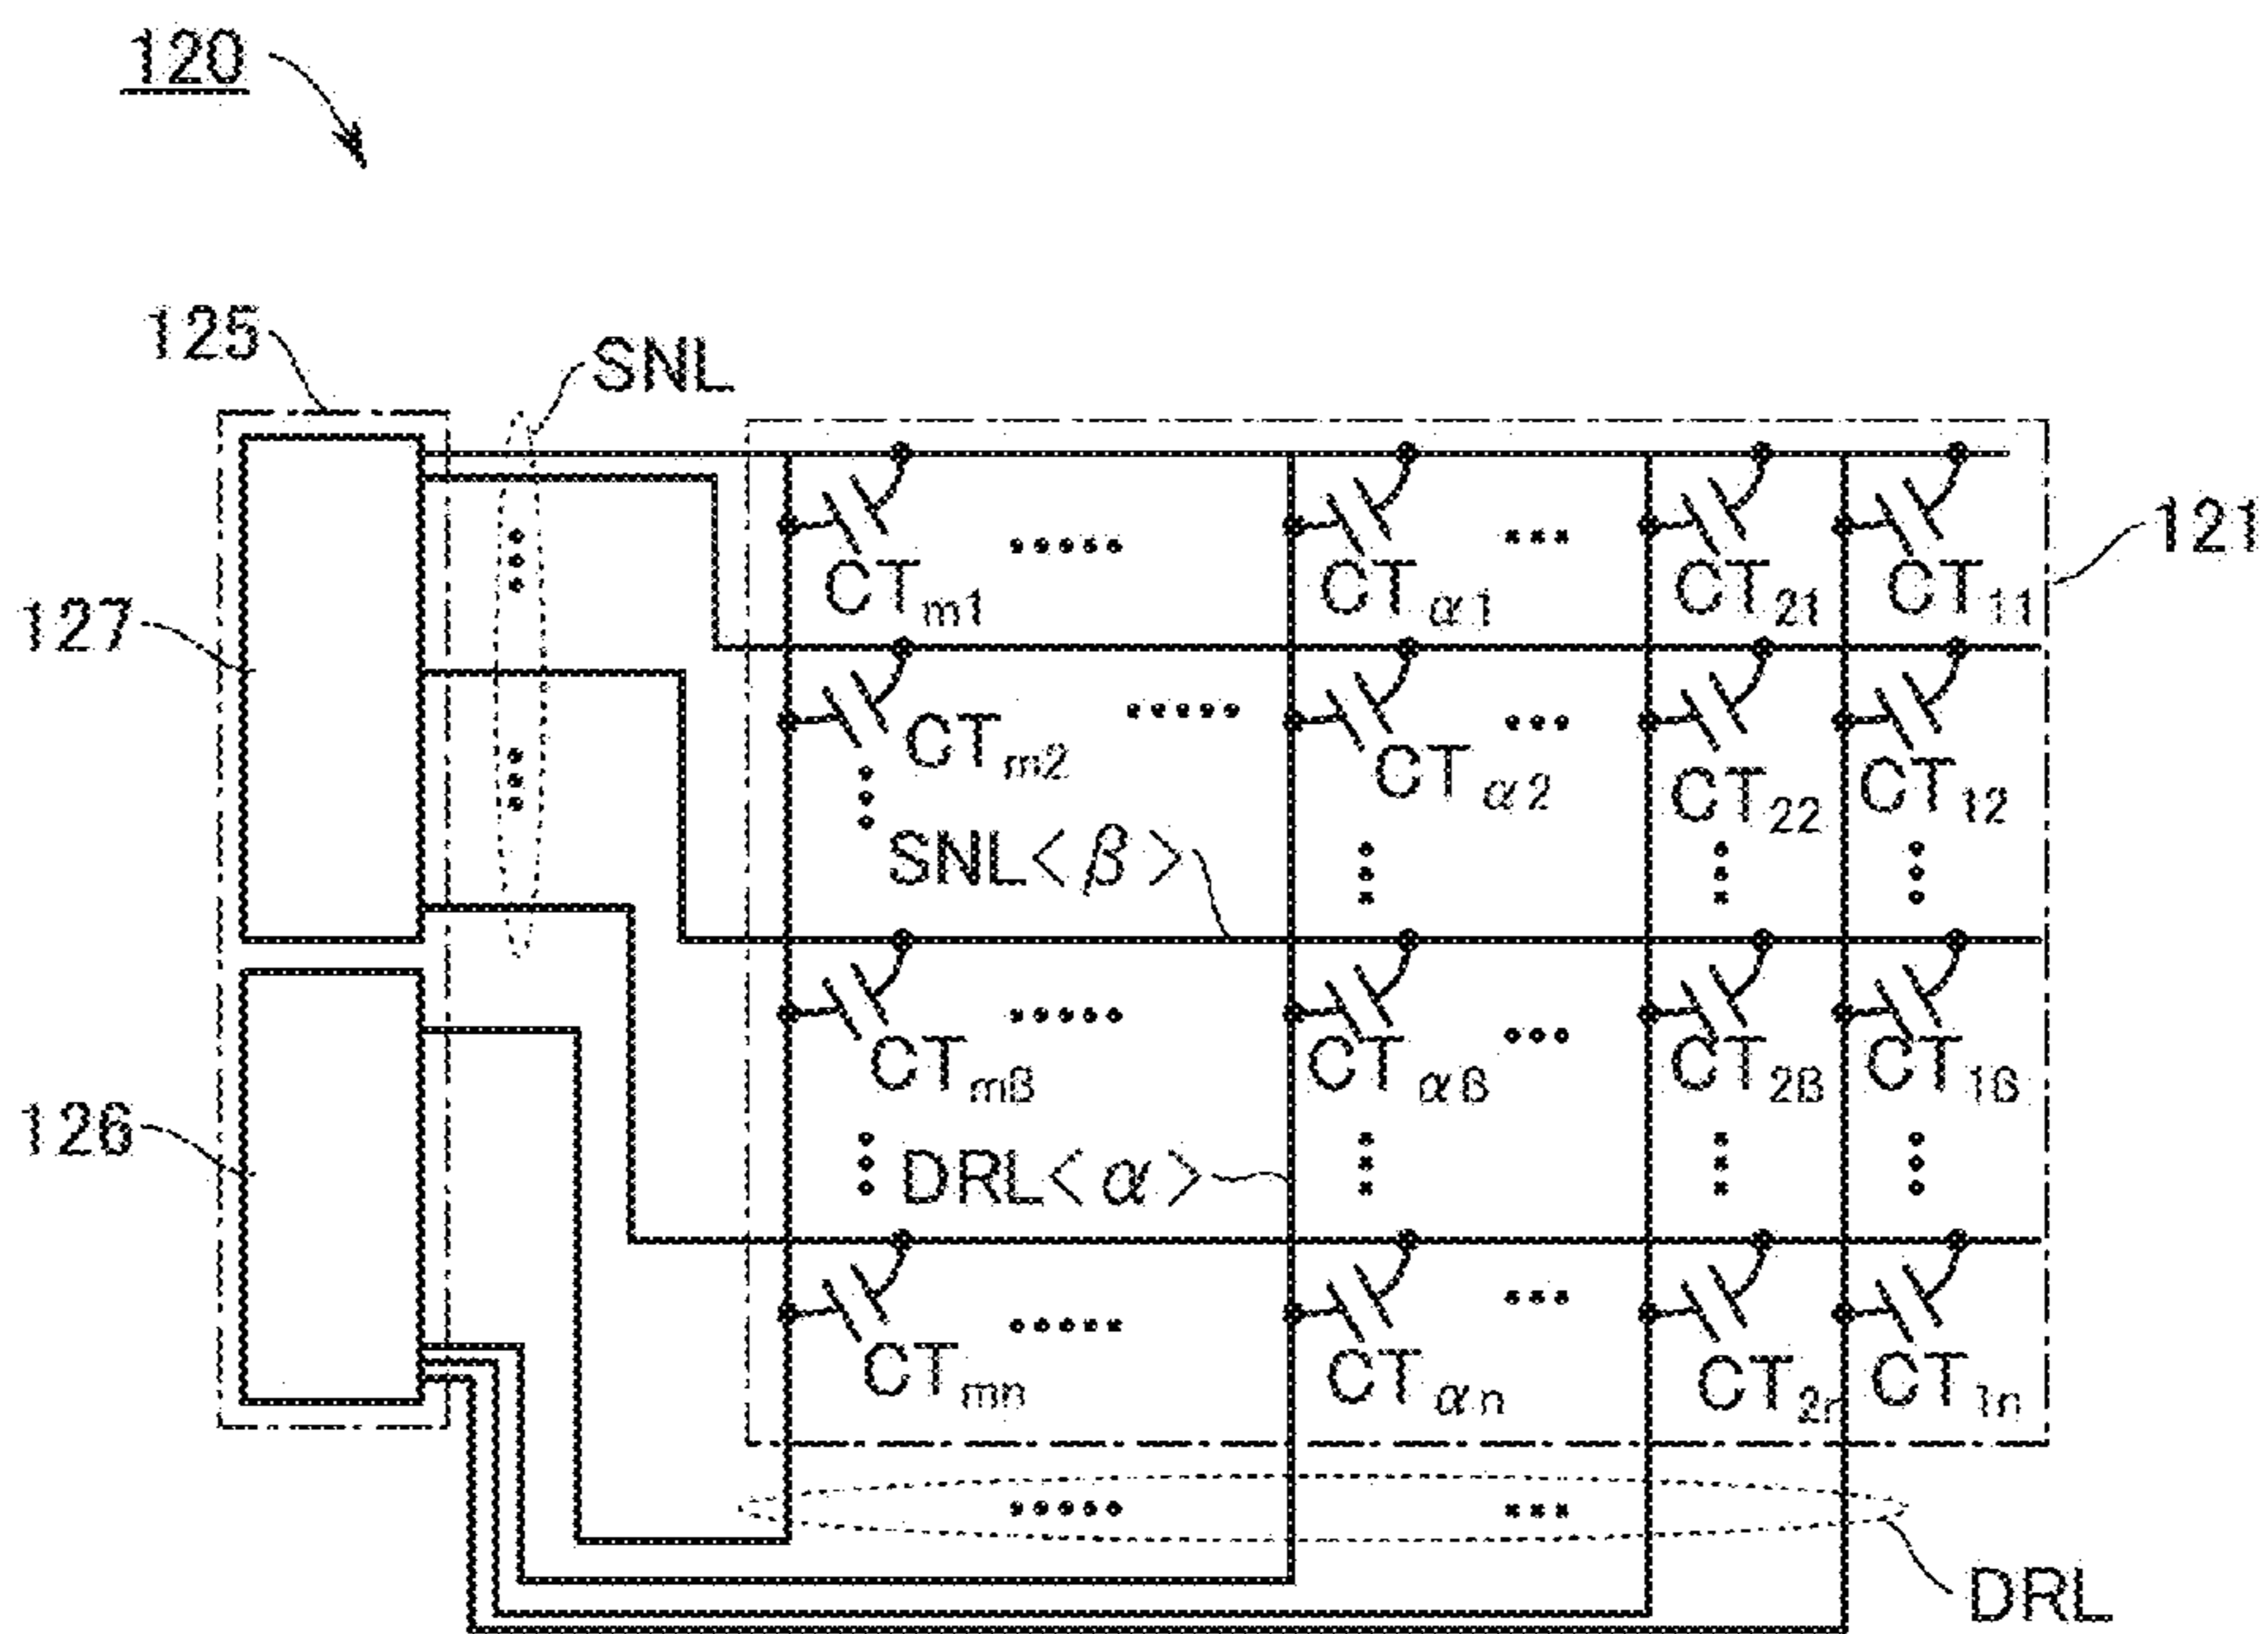 120
125
SNL
121
CTm1
CTα1
CT21
CT11
127
CTm2
CTα2
CT22
CT12
SNL<β>
CTmβ
CTαβ
CT2β
CT1β
126
DRL<α>
CTmn
CTαn
CT2n
CT1n
DRL